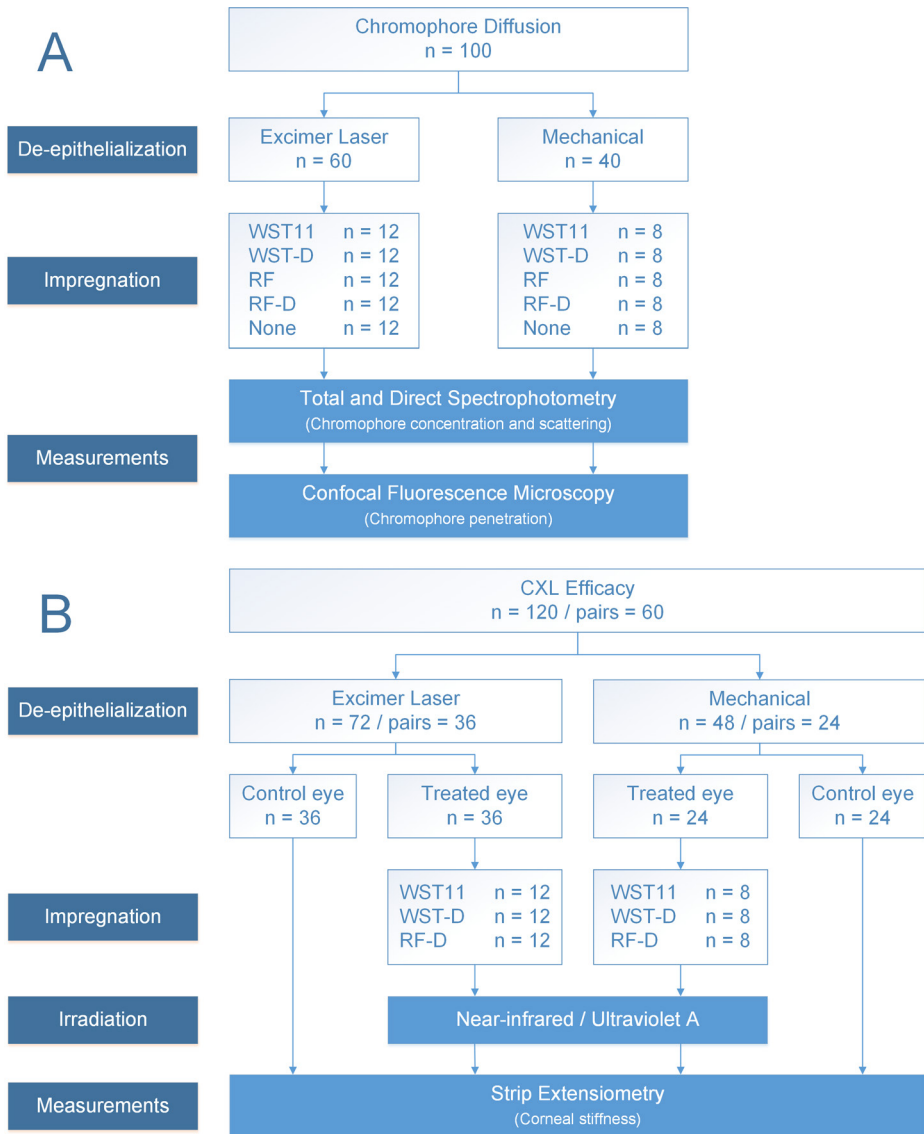 A
Chromophore Diffusion
n = 100
De-epithelialization
Excimer Laser
n = 60
Mechanical
n = 40
Impregnation
WST11 n = 12
WST-D n = 12
RF n = 12
RF-D n = 12
None n = 12
WST11 n = 8
WST-D n = 8
RF n = 8
RF-D n = 8
None n = 8
Measurements
Total and Direct Spectrophotometry
(Chromophore concentration and scattering)
Confocal Fluorescence Microscopy
(Chromophore penetration)
B
CXL Efficacy
n = 120 / pairs = 60
De-epithelialization
Excimer Laser
n = 72 / pairs = 36
Mechanical
n = 48 / pairs = 24
Control eye
n = 36
Treated eye
n = 36
Treated eye
n = 24
Control eye
n = 24
Impregnation
WST11 n = 12
WST-D n = 12
RF-D n = 12
WST11 n = 8
WST-D n = 8
RF-D n = 8
Irradiation
Near-infrared / Ultraviolet A
Measurements
Strip Extensiometry
(Corneal stiffness)